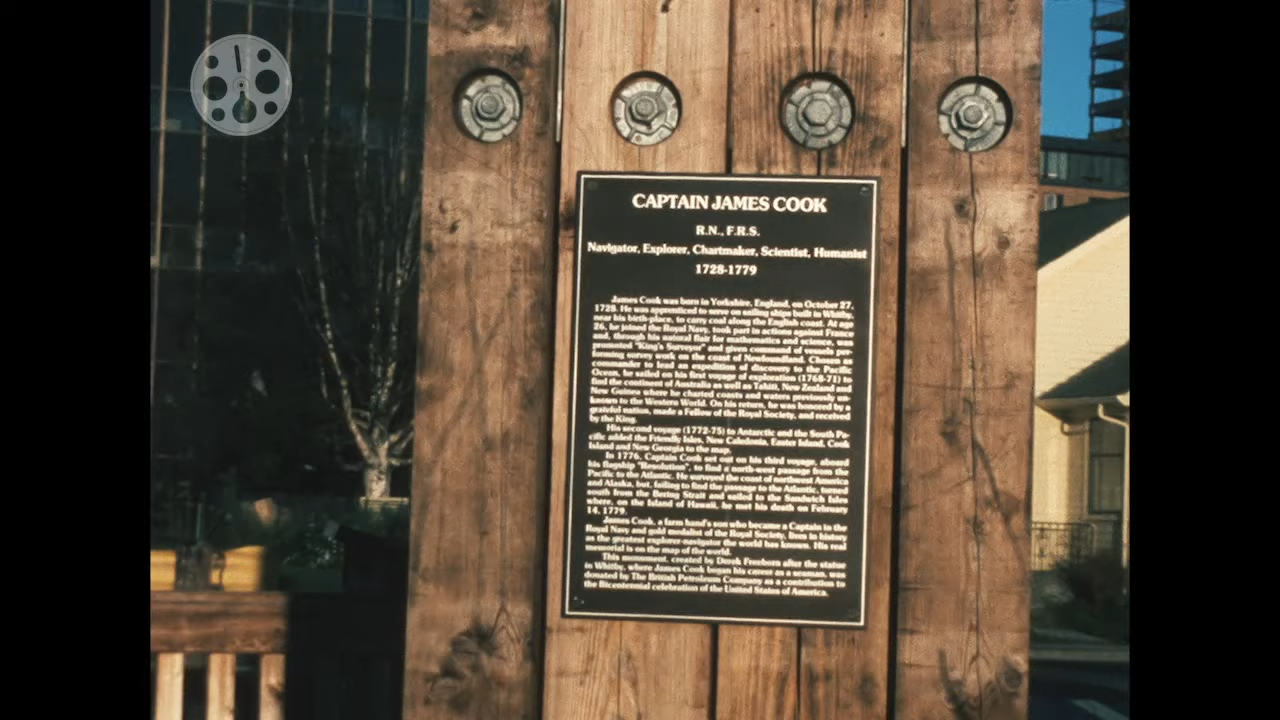 CAPTAIN JAMES COOK
R.N., F.R.S.
Navigator, Explorer, Chartmaker, Scientist, Humanist
1728-1779
James Cook was born in Yorkshire, England, on October 27,
1728. He was apprenticed to serve on sailing ships built in Whitby,
near his birth-place, to carry coal along the English coast. At age
26, he joined the Royal Navy, took part in actions against France
and, through his natural flair for mathematics and science, was
promoted "King's Surveyor" and given command of vessels per-
forming survey work on the coast of Newfoundland. Chosen as
commander to lead an expedition of discovery to the Pacific
Ocean, he sailed on his first voyage of exploration (1768-71) to
find the continent of Australia as well as Tahiti, New Zealand and
New Guinea where he charted coasts and waters previously un-
known to the Western World. On his return, he was honored by a
grateful nation, made a Fellow of the Royal Society, and received
by the King.
His second voyage (1772-75) to Antarctic and the South Pa-
cific added the Friendly Isles, New Caledonia, Easter Island, Cook
Island and New Georgia to the map.
In 1776, Captain Cook set out on his third voyage, aboard
his flagship "Resolution", to find a north-west passage from the
Pacific to the Atlantic. He surveyed the coast of northwest America
and Alaska, but, failing to find the passage to the Atlantic, turned
south from the Bering Strait and sailed to the Sandwich Isles
where, on the Island of Hawaii, he met his death on February
14, 1779.
James Cook, a farm hand's son who became a Captain in the
Royal Navy and gold medalist of the Royal Society, lives in history
as the greatest explorer-navigator the world has known. His real
memorial is on the map of the world.
This monument, created by Derek Freeborn after the statue
in Whitby, where James Cook began his career as a seaman, was
donated by The British Petroleum Company as a contribution to
the Bicentennial celebration of the United States of America.